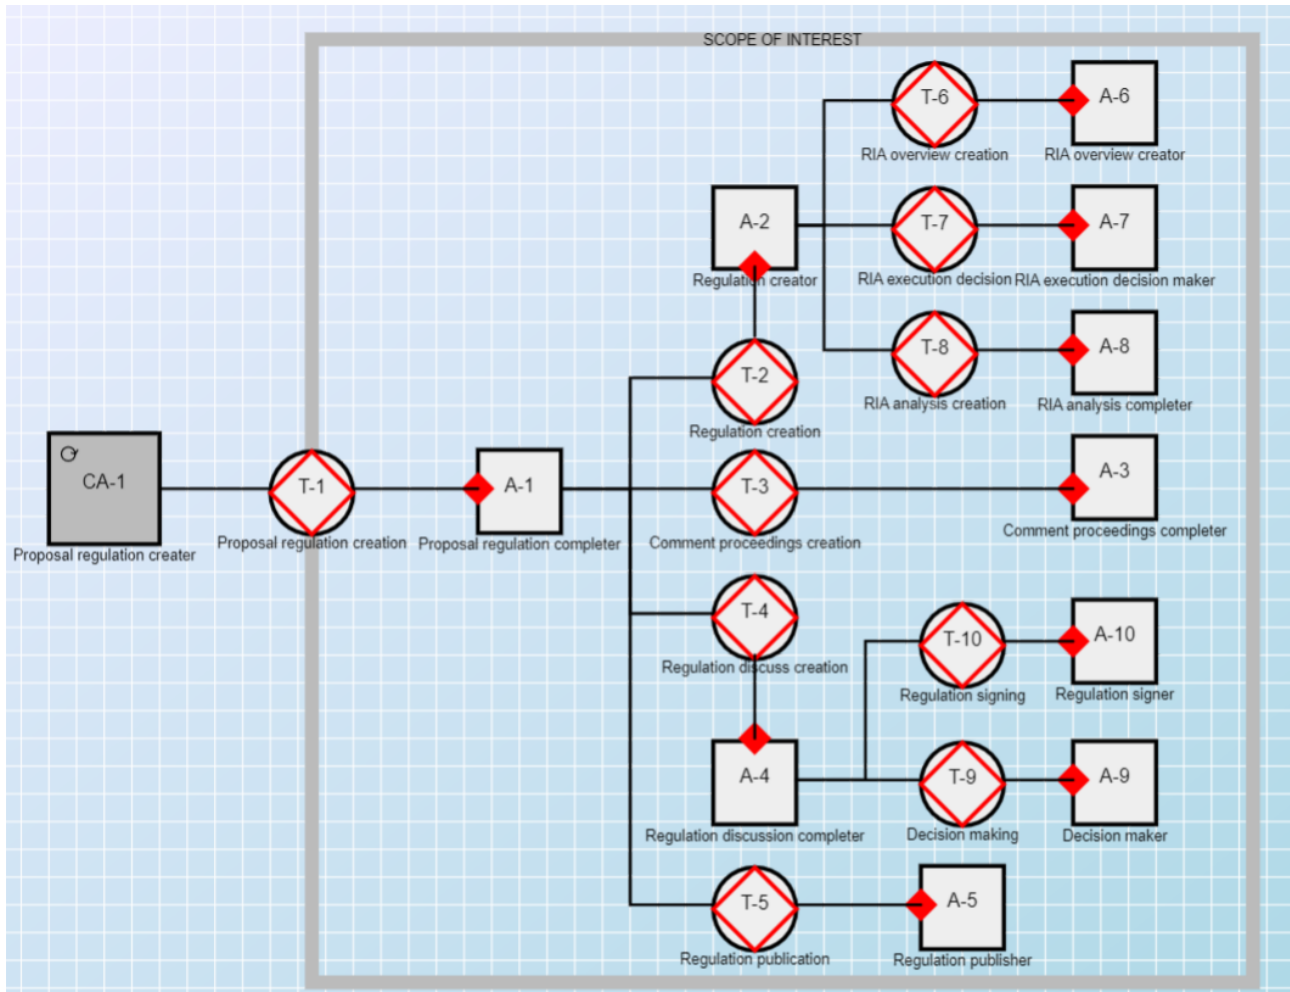 SCOPE OF INTEREST
T-6
A-6
RIA overview creation
RIA overview creator
A-2
T-7
A-7
Regulation creator
RIA execution decision
RIA execution decision maker
T-8
A-8
T-2
RIA analysis creation
RIA analysis completer
Regulation creation
CA-1
T-1
A-1
T-3
A-3
Proposal regulation creater
Proposal regulation creation
Proposal regulation completer
Comment proceedings creation
Comment proceedings completer
T-4
T-10
A-10
Regulation discuss creation
Regulation signing
Regulation signer
A-4
T-9
A-9
Regulation discussion completer
Decision making
Decision maker
T-5
A-5
Regulation publication
Regulation publisher